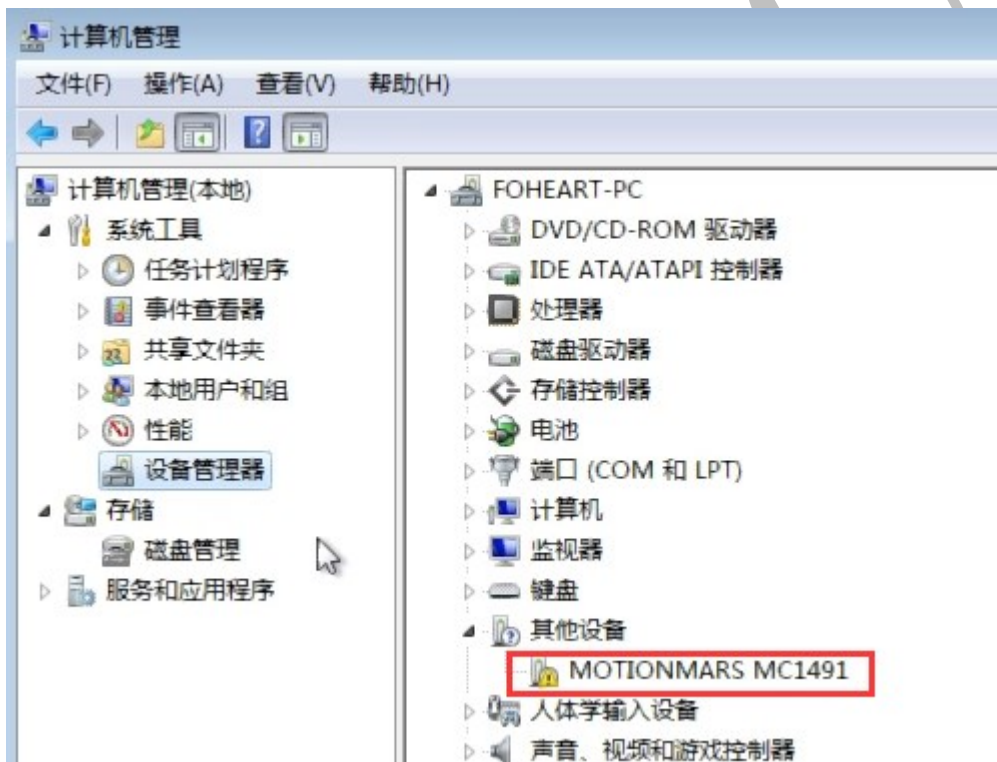 计算机管理
文件(F) 操作(A) 查看(V) 帮助(H)
计算机管理(本地)
系统工具
任务计划程序
事件查看器
共享文件夹
本地用户和组
性能
设备管理器
存储
磁盘管理
服务和应用程序
FOHEART-PC
DVD/CD-ROM 驱动器
IDE ATA/ATAPI 控制器
处理器
磁盘驱动器
存储控制器
电池
端口 (COM 和 LPT)
计算机
监视器
键盘
其他设备
MOTIONMARS MC1491
人体学输入设备
声音、视频和游戏控制器